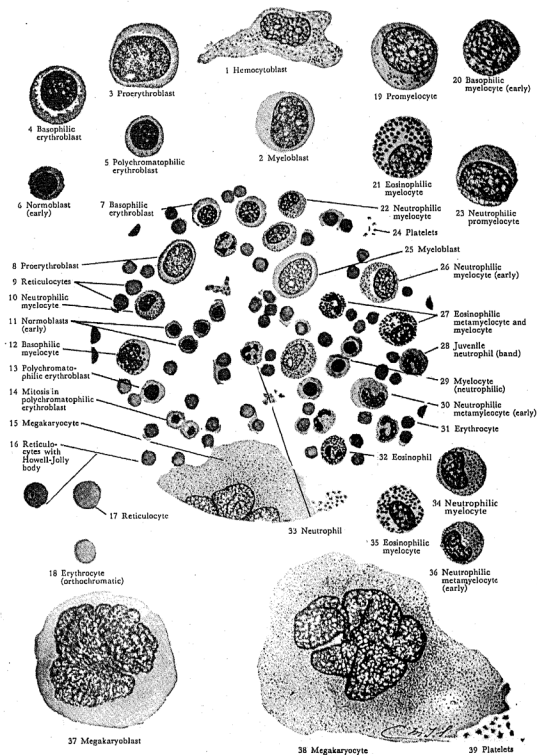 1 Hemocytoblast
3 Proerythroblast
19 Promyelocyte
20 Basophilic
myelocyte (early)
4 Basophilic
erythroblast
5 Polychromatophilic
erythroblast
2 Myeloblast
21 Eosinophilic
myelocyte
6 Normoblast
(early)
7 Basophilic
erythroblast
22 Neutrophilic
myelocyte
23 Neutrophilic
promyelocyte
24 Platelets
25 Myeloblast
8 Proerythroblast
26 Neutrophilic
myelocyte (early)
9 Reticulocytes
10 Neutrophilic
myelocyte
27 Eosinophilic
metamyelocyte and
myelocyte
11 Normoblasts
(early)
28 Juvenile
neutrophil (band)
12 Basophilic
myelocyte
13 Polychromato-
philic erythroblast
29 Myelocyte
(neutrophilic)
14 Mitosis in
polychromatophilic
erythroblast
30 Neutrophilic
metamyleocyte (early)
15 Megakaryocyte
31 Erythrocyte
16 Reticulo-
cytes with
Howell-Jolly
body
32 Eosinophil
17 Reticulocyte
33 Neutrophil
34 Neutrophilic
myelocyte
35 Eosinophilic
myelocyte
18 Erythrocyte
(orthochromatic)
36 Neutrophilic
metamyelocyte
(early)
37 Megakaryoblast
38 Megakaryocyte
39 Platelets